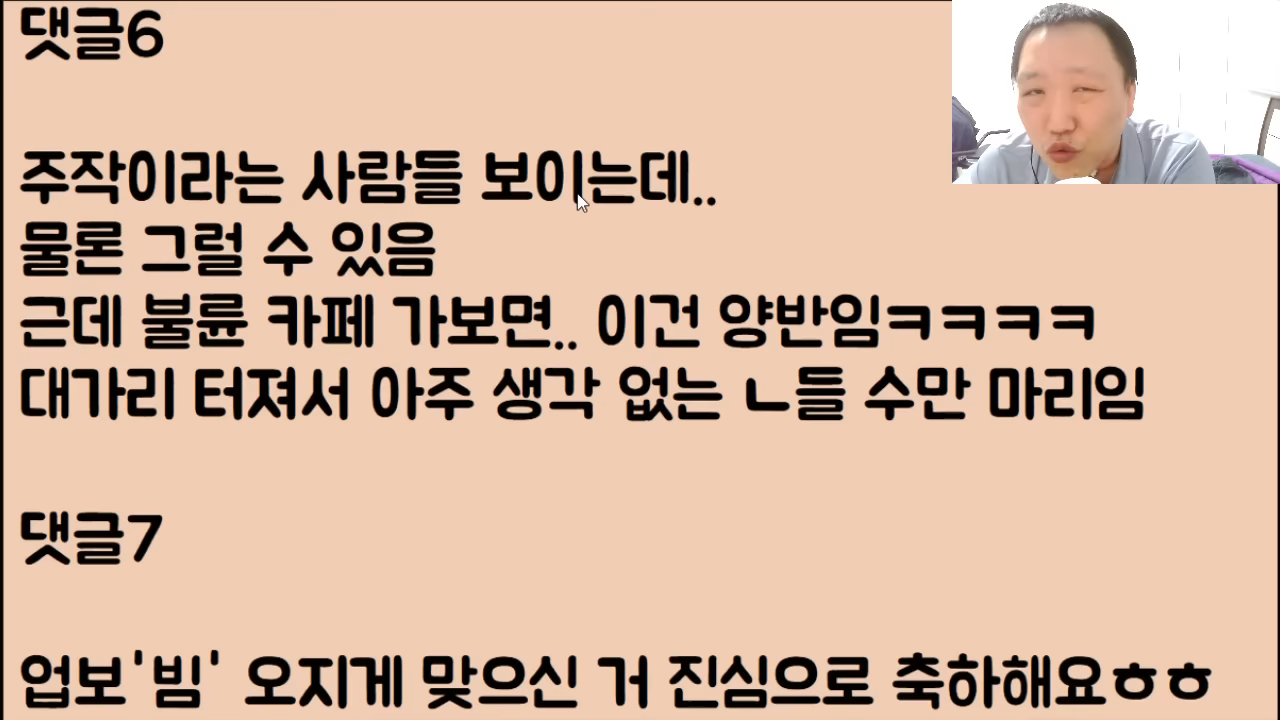 댓글6
주작이라는 사람들 보이는데..
물론 그럴 수 있음
근데 불륜 카페 가보면.. 이건 양반임ㅋㅋㅋㅋ
대가리 터져서 아주 생각 없는 ㄴ들 수만 마리임
댓글7
업보'빔' 오지게 맞으신 거 진심으로 축하해요ㅎㅎ